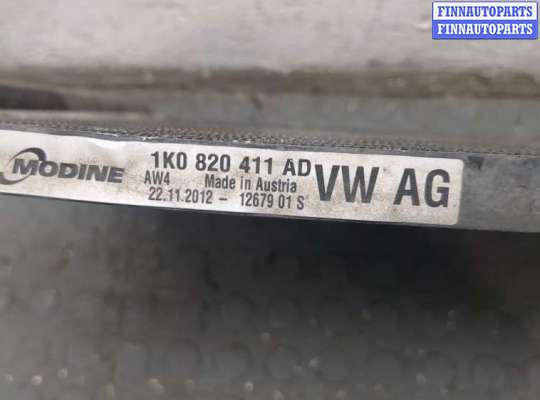 FINNAUTOPARTS
FINNAUTOPARTS
MODINE
1K0 820 411 AD
AW4 Made in Austria
22.11.2012 - 12679 01 S
VW AG